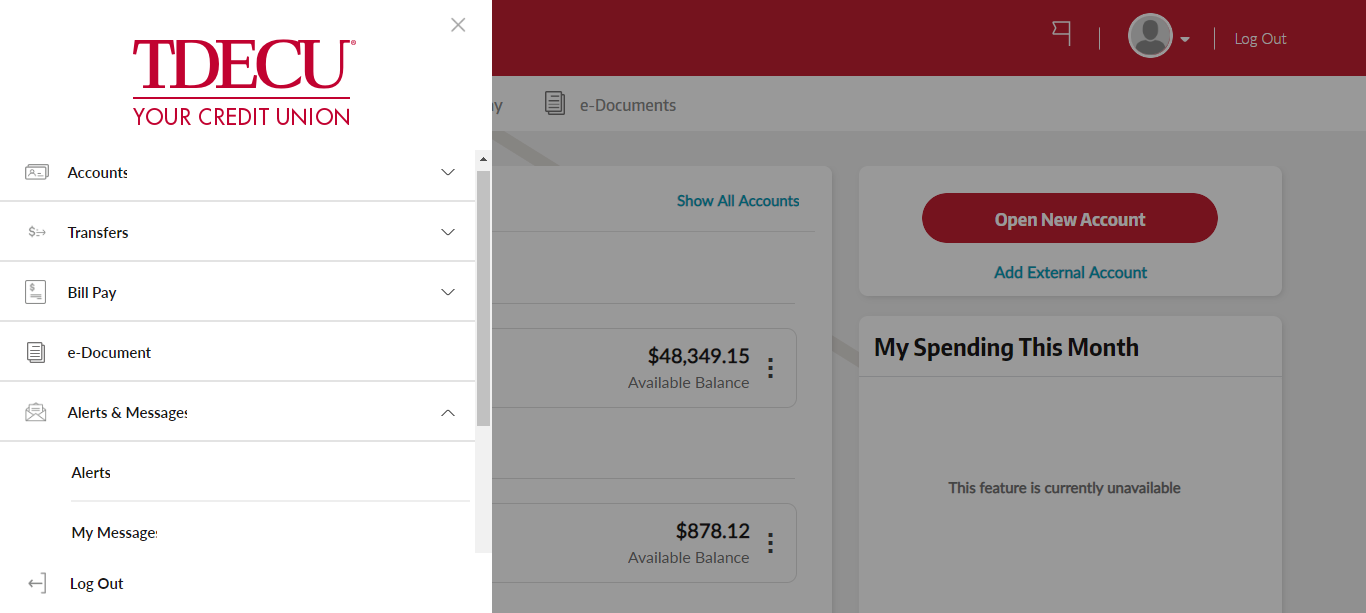 TDECU®
YOUR CREDIT UNION
Accounts
Transfers
Bill Pay
e-Document
Alerts & Messages
Alerts
My Messages
Log Out
Log Out
e-Documents
Show All Accounts
$48,349.15
Available Balance
$878.12
Available Balance
Open New Account
Add External Account
My Spending This Month
This feature is currently unavailable